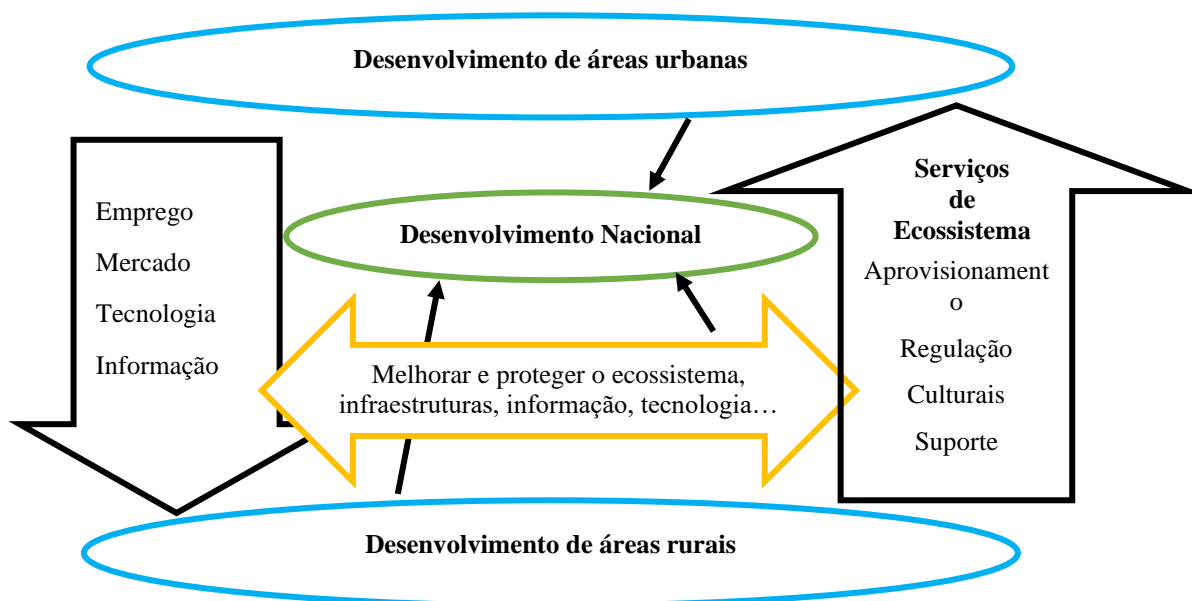 Desenvolvimento de áreas urbanas
Emprego
Mercado
Tecnologia
Informação
Desenvolvimento Nacional
Melhorar e proteger o ecossistema,
infraestruturas, informação, tecnologia…
Serviços
de
Ecossistema
Aprovisionament
o
Regulação
Culturais
Suporte
Desenvolvimento de áreas rurais